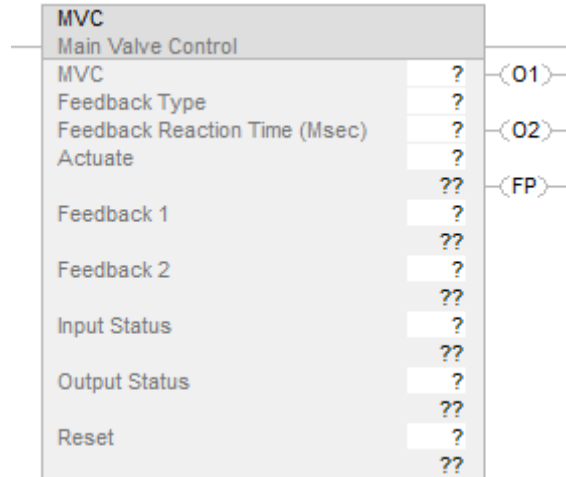 MVC
Main Valve Control
MVC ? (O1)
Feedback Type ?
Feedback Reaction Time (Msec) ? (O2)
Actuate ?
?? (FP)
Feedback 1 ?
??
Feedback 2 ?
??
Input Status ?
??
Output Status ?
??
Reset ?
??